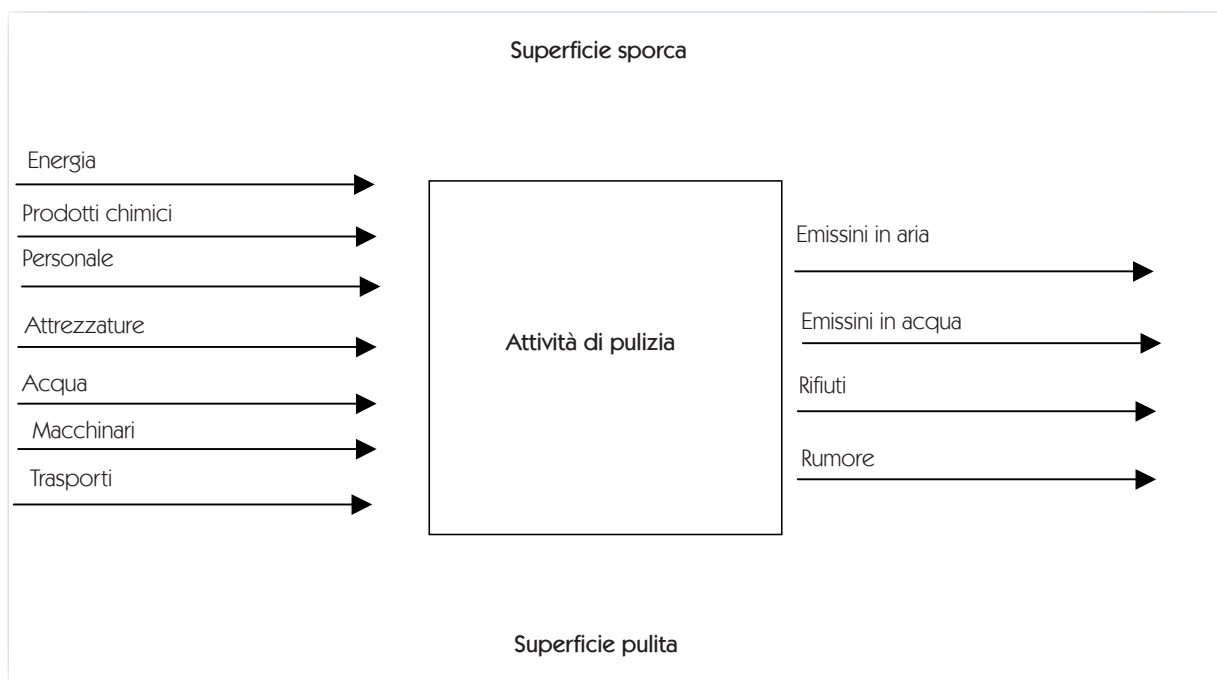 Superficie sporca
Energia
Prodotti chimici
Personale
Attrezzature
Acqua
Macchinari
Trasporti
Attività di pulizia
Emissini in aria
Emissini in acqua
Rifiuti
Rumore
Superficie pulita